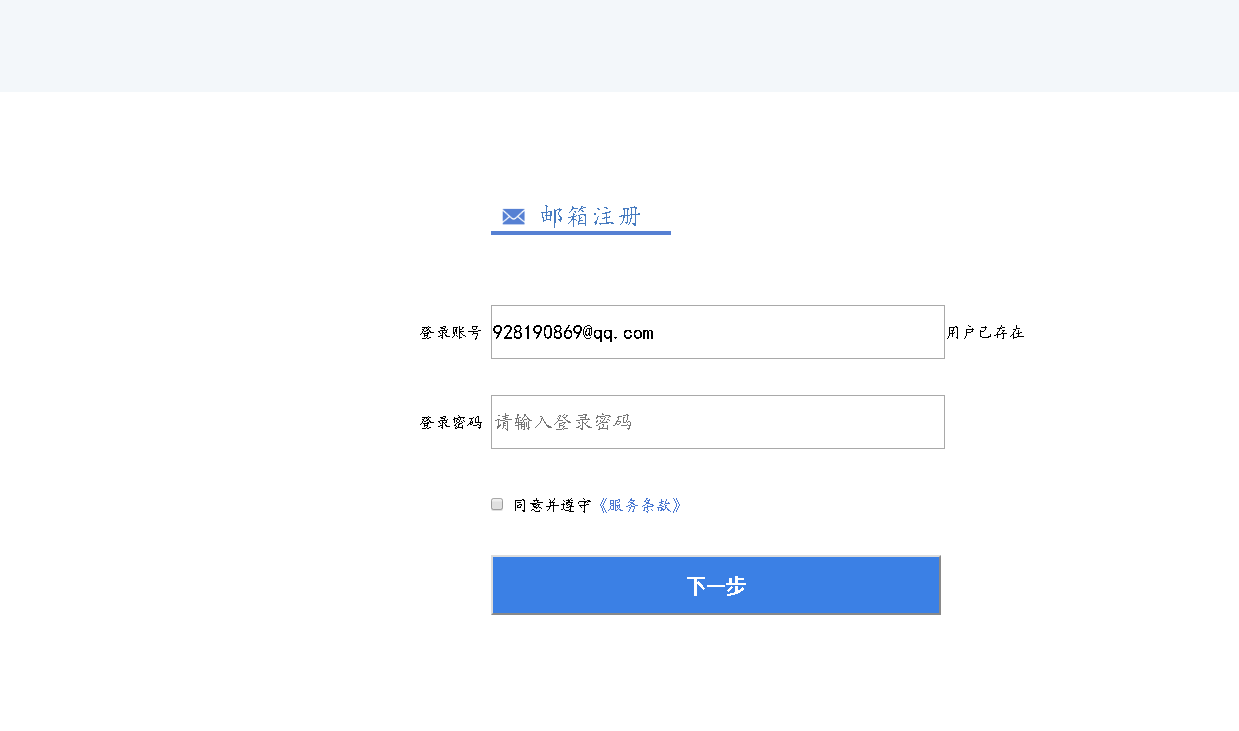 邮箱注册
登录账号 928190869@qq.com 用户已存在
登录密码 请输入登录密码
同意并遵守《服务条款》
下一步